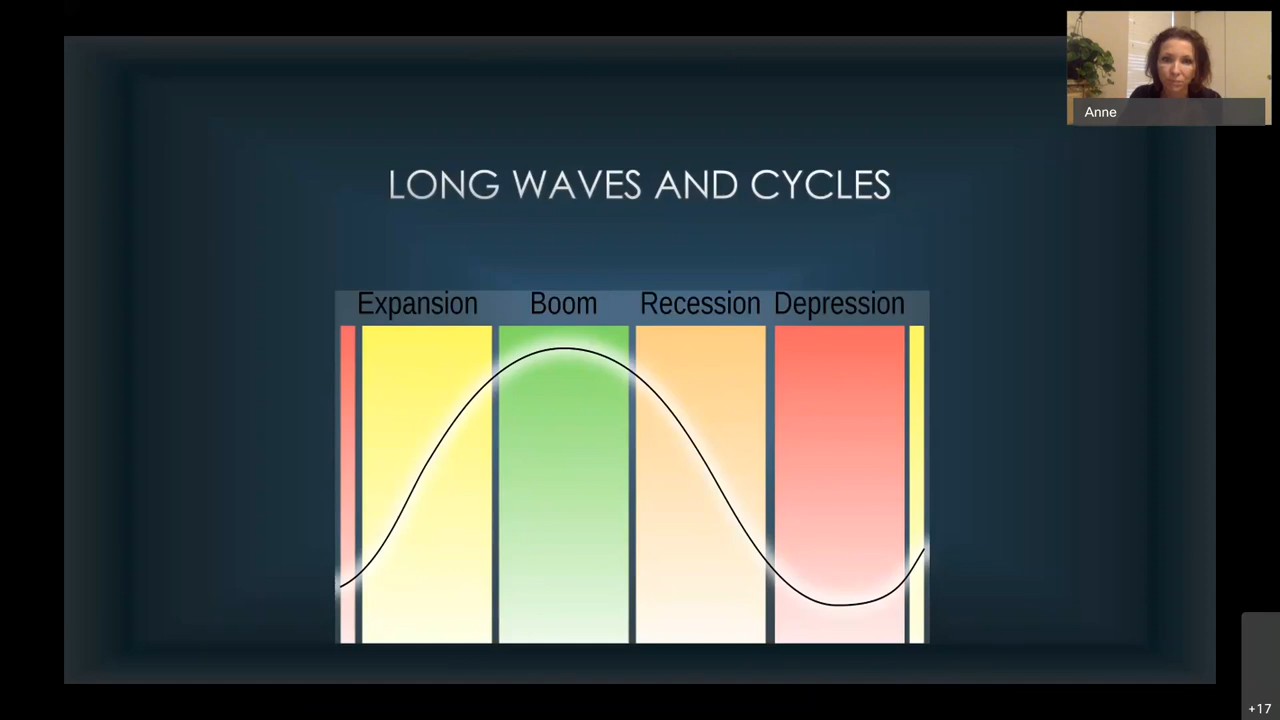 Anne
LONG WAVES AND CYCLES
Expansion Boom Recession Depression
+17